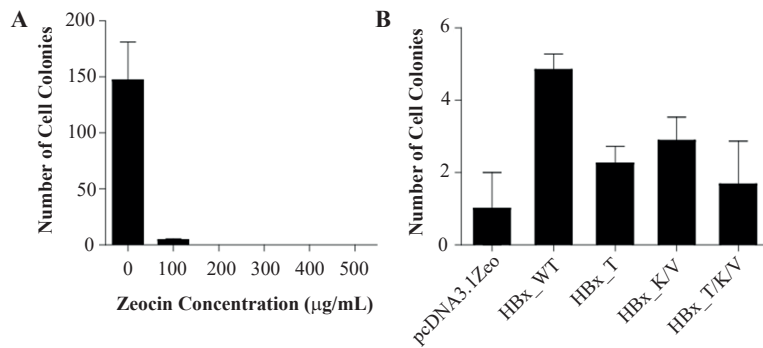 A
Number of Cell Colonies
200
150
100
50
0
0 100 200 300 400 500
Zeocin Concentration (μg/mL)
B
Number of Cell Colonies
6
4
2
0
pcDNA3.1Zeo
HBx_WT
HBx_T
HBx_K/V
HBx_T/K/V